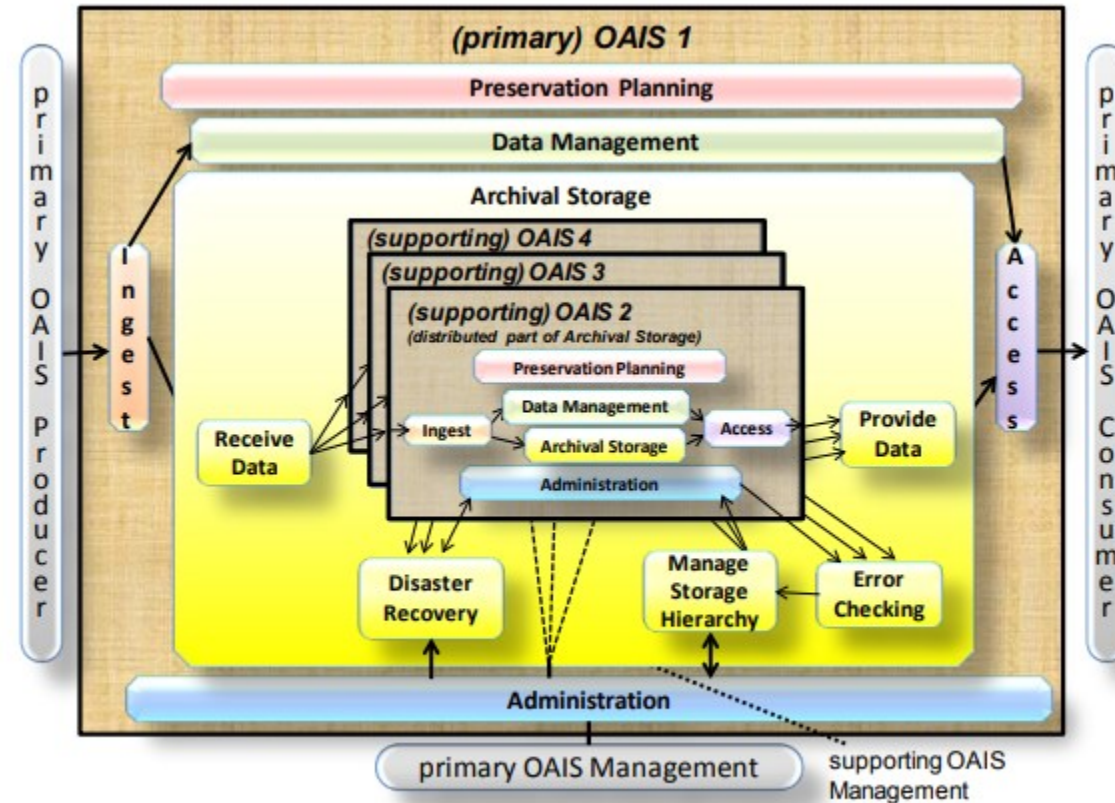 (primary) OAIS 1
Preservation Planning
Data Management
Archival Storage
primary OAIS Producer
Ingest
(supporting) OAIS 4
(supporting) OAIS 3
(supporting) OAIS 2
(distributed part of Archival Storage)
Preservation Planning
Data Management
Ingest
Access
Archival Storage
Administration
Receive
Data
Provide
Data
Access
primary OAIS Consumer
Disaster
Recovery
Manage
Storage
Hierarchy
Error
Checking
Administration
primary OAIS Management
supporting OAIS
Management